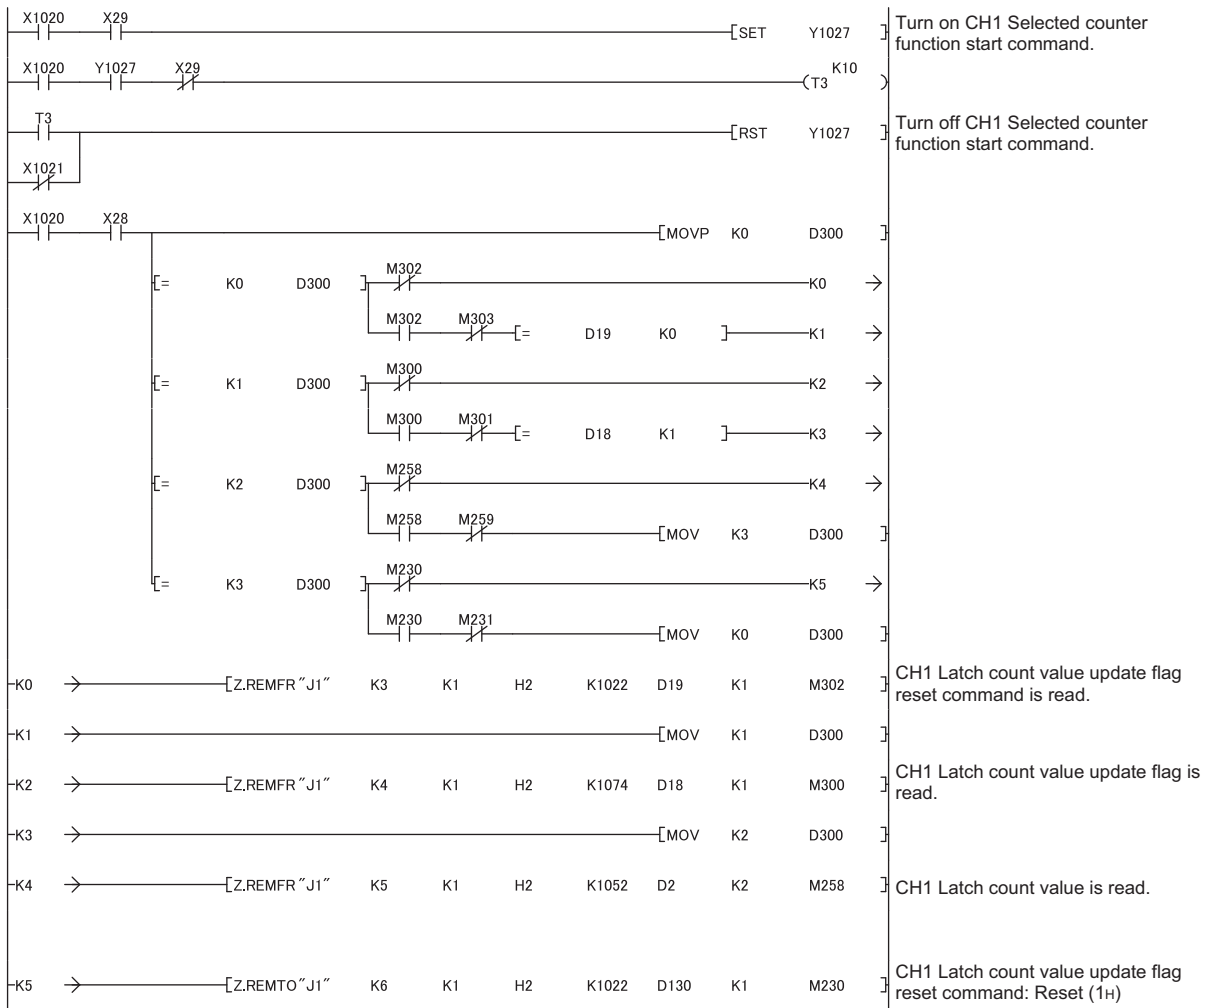 X1020 X29
[SET Y1027 ] Turn on CH1 Selected counter
function start command.
X1020 Y1027 X29 K10
(T3 )
T3
[RST Y1027 ] Turn off CH1 Selected counter
function start command.
X1021
X1020 X28
[MOVP K0 D300 ]
M302
[= K0 D300 ] K0
M302 M303
[= D19 K0 ] K1
M300
[= K1 D300 ] K2
M300 M301
[= D18 K1 ] K3
M258
[= K2 D300 ] K4
M258 M259
[MOV K3 D300 ]
M230
[= K3 D300 ] K5
M230 M231
[MOV K0 D300 ]
K0 [Z.REMFR "J1" K3 K1 H2 K1022 D19 K1 M302 ] CH1 Latch count value update flag
reset command is read.
K1 [MOV K1 D300 ]
K2 [Z.REMFR "J1" K4 K1 H2 K1074 D18 K1 M300 ] CH1 Latch count value update flag is
read.
K3 [MOV K2 D300 ]
K4 [Z.REMFR "J1" K5 K1 H2 K1052 D2 K2 M258 ] CH1 Latch count value is read.
K5 [Z.REMTO "J1" K6 K1 H2 K1022 D130 K1 M230 ] CH1 Latch count value update flag
reset command: Reset (1H)